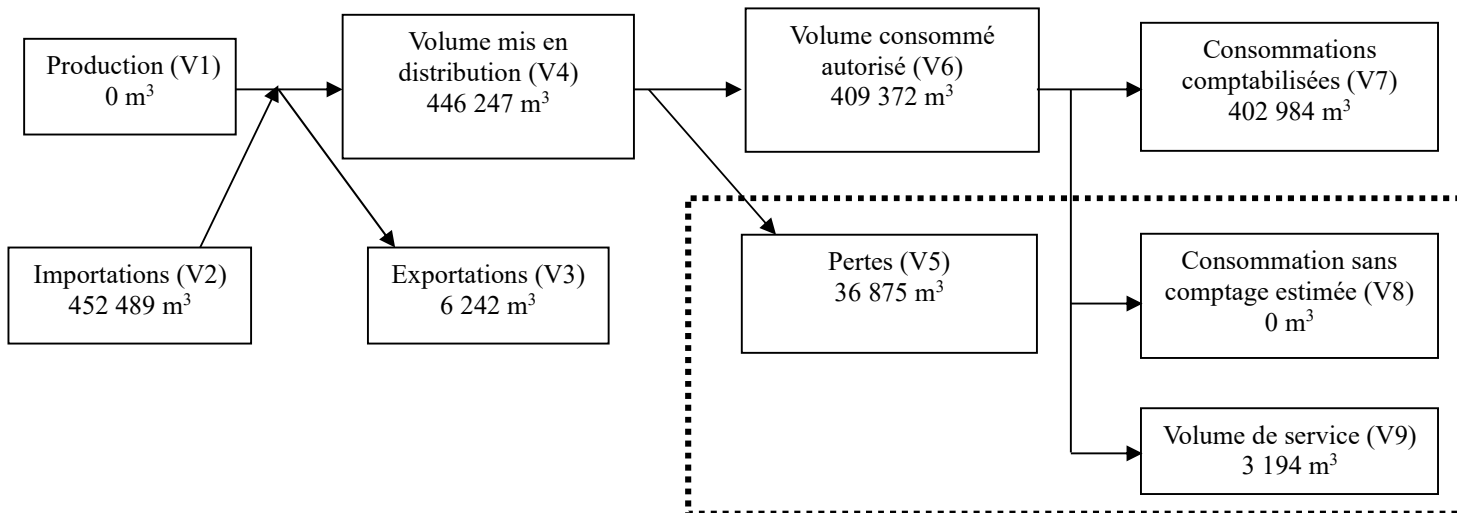 Production (V1)
0 m³
Volume mis en
distribution (V4)
446 247 m³
Volume consommé
autorisé (V6)
409 372 m³
Consommations
comptabilisées (V7)
402 984 m³
Importations (V2)
452 489 m³
Exportations (V3)
6 242 m³
Pertes (V5)
36 875 m³
Consommation sans
comptage estimée (V8)
0 m³
Volume de service (V9)
3 194 m³